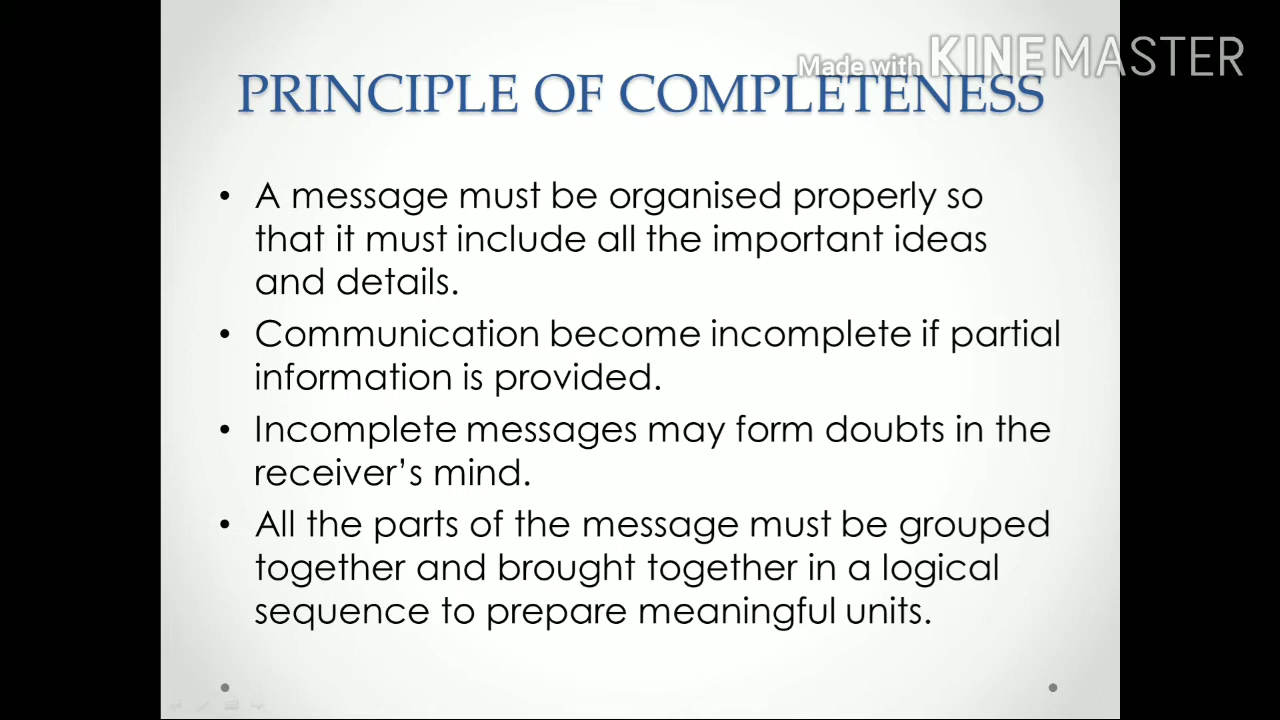 Made with KINEMASTER
PRINCIPLE OF COMPLETENESS
• A message must be organised properly so
that it must include all the important ideas
and details.
• Communication become incomplete if partial
information is provided.
• Incomplete messages may form doubts in the
receiver's mind.
• All the parts of the message must be grouped
together and brought together in a logical
sequence to prepare meaningful units.